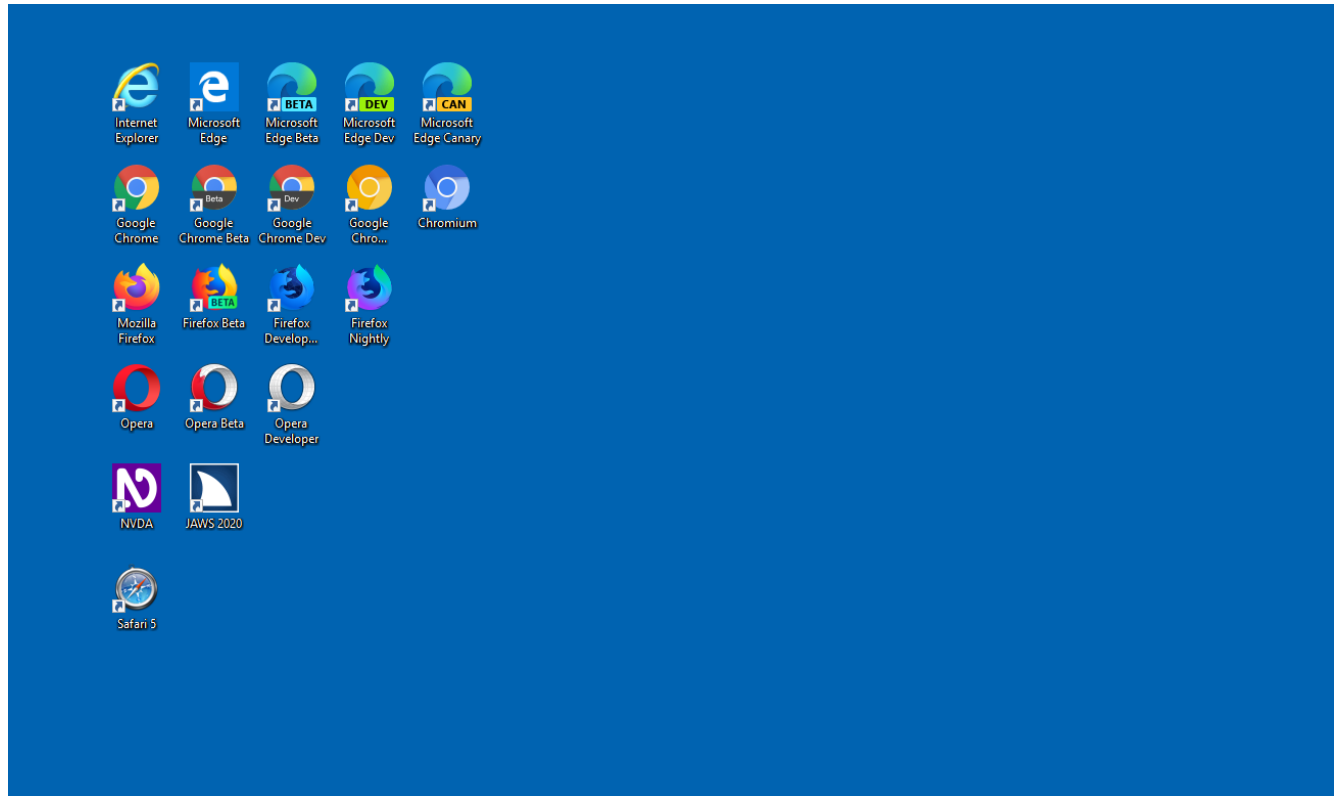 BETA
DEV
CAN
Internet
Explorer
Microsoft
Edge
Microsoft
Edge Beta
Microsoft
Edge Dev
Microsoft
Edge Canary
Beta
Dev
Google
Chrome
Google
Chrome Beta
Google
Chrome Dev
Google
Chro...
Chromium
BETA
Mozilla
Firefox
Firefox Beta
Firefox
Develop...
Firefox
Nightly
Opera
Opera Beta
Opera
Developer
NVDA
JAWS 2020
Safari 5